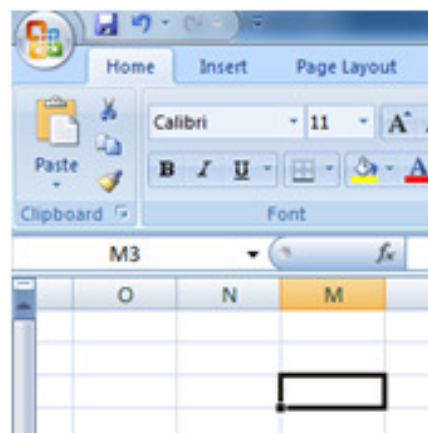 Home Insert Page Layout
Calibri 11 A
Paste B I U A
Clipboard Font
M3 fx
O N M